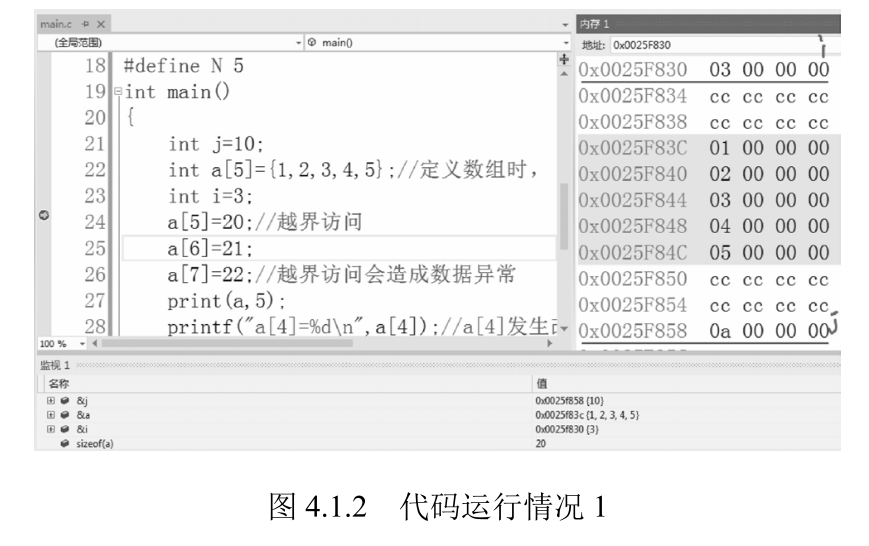 main.c
内存 1
(全局范围)
main()
地址: 0x0025F830
18 #define N 5
19 int main()
20 {
21 int j=10;
22 int a[5]={1,2,3,4,5};//定义数组时,
23 int i=3;
24 a[5]=20;//越界访问
25 a[6]=21;
26 a[7]=22;//越界访问会造成数据异常
27 print(a,5);
28 printf("a[4]=%d\n",a[4]);//a[4]发生
100 %
i
0x0025F830 03 00 00 00
0x0025F834 cc cc cc cc
0x0025F838 cc cc cc cc
0x0025F83C 01 00 00 00
0x0025F840 02 00 00 00
0x0025F844 03 00 00 00
0x0025F848 04 00 00 00
0x0025F84C 05 00 00 00
0x0025F850 cc cc cc cc
0x0025F854 cc cc cc cc
0x0025F858 0a 00 00 00 j
监视 1
名称 值
&j 0x0025f858 {10}
&a 0x0025f83c {1, 2, 3, 4, 5}
&i 0x0025f830 {3}
sizeof(a) 20
图 4.1.2 代码运行情况 1